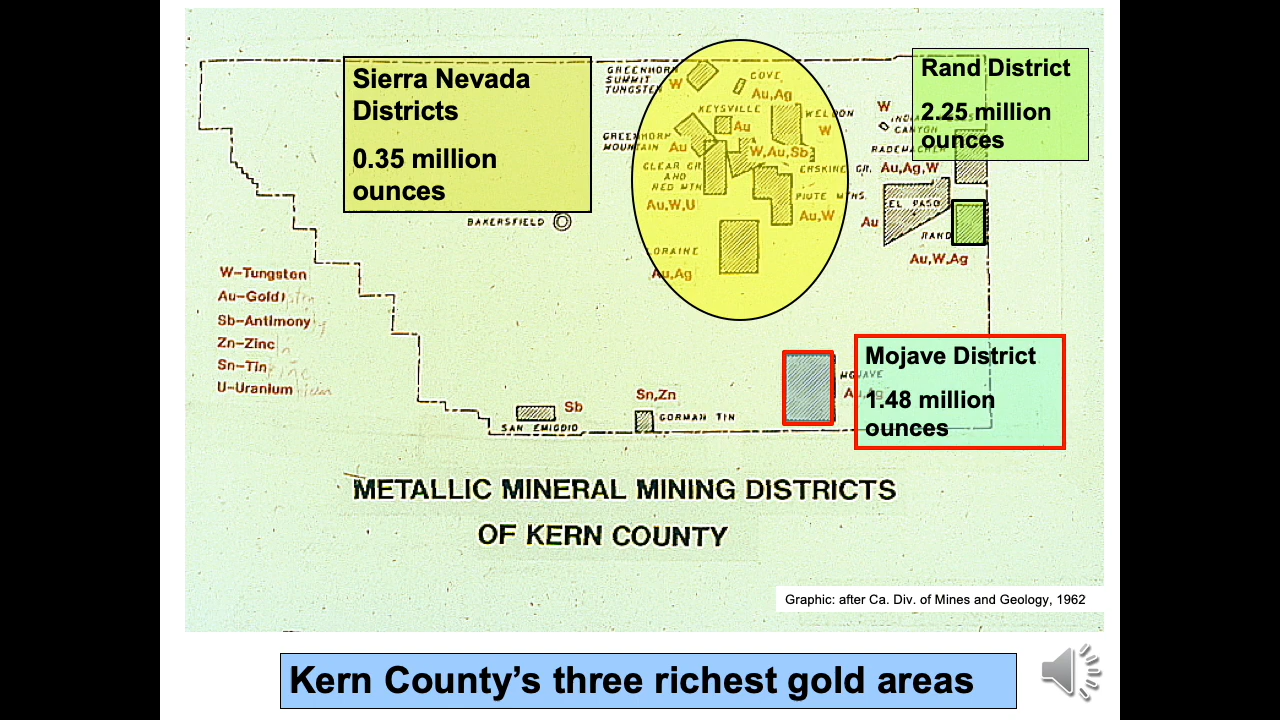 Sierra Nevada
Districts
0.35 million
ounces
Rand District
2.25 million
ounces
GREENHORN
SUMMIT
TUNGSTEN
W
COVE
Au,Ag
KEYSVILLE
Au
WELDON
W
GREENHORN
MOUNTAIN
Au
W,Au,Sb
CLEAR CR.
AND
RED MTN
Au,W,U
ERSKINE CR.
PIUTE MTNS.
Au,W
LORAINE
Au,Ag
W
CANYON
Au,Ag,W
EL PASO
Au
RAND
Au,W,Ag
BAKERSFIELD
W–Tungsten
Au–Gold
Sb–Antimony
Zn–Zinc
Sn–Tin
U–Uranium
Mojave District
1.48 million
ounces
MOJAVE
Sb
SAN EMIGDIO
Sn,Zn
GORMAN TIN
METALLIC MINERAL MINING DISTRICTS
OF KERN COUNTY
Graphic: after Ca. Div. of Mines and Geology, 1962
Kern County’s three richest gold areas